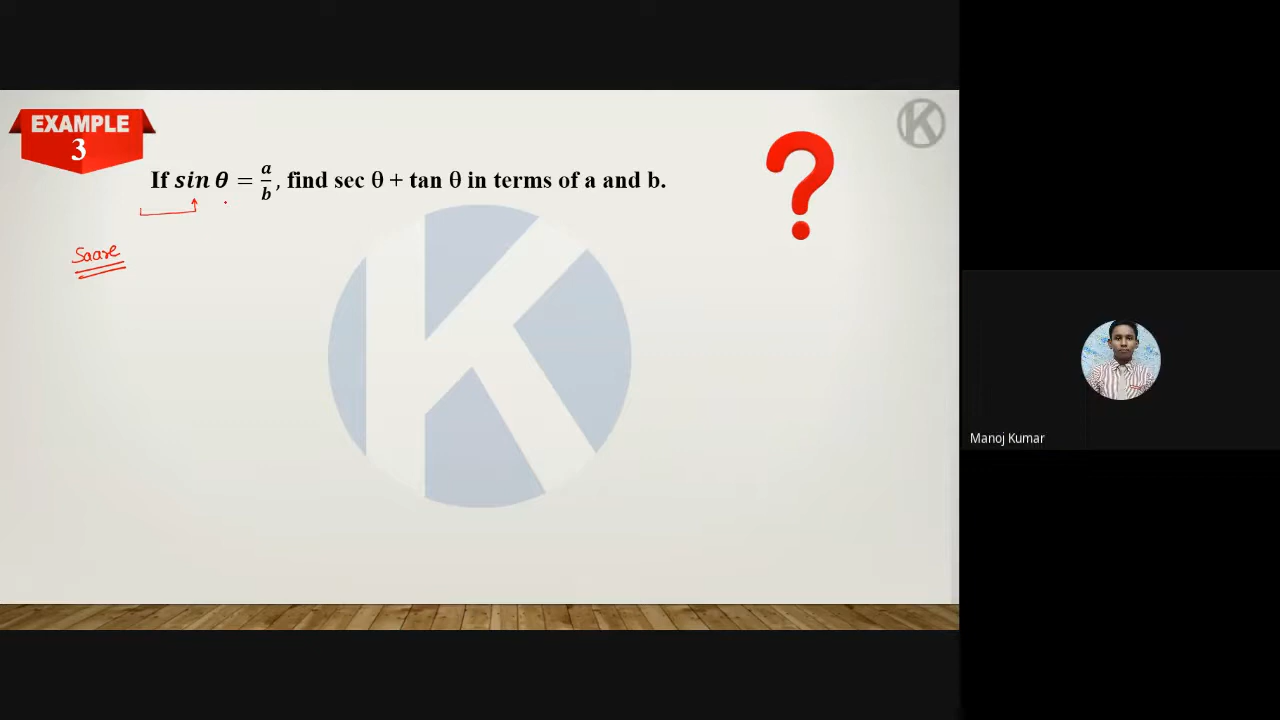 EXAMPLE
3
If sin θ = a/b, find sec θ + tan θ in terms of a and b.
Saare
K
K
Manoj Kumar